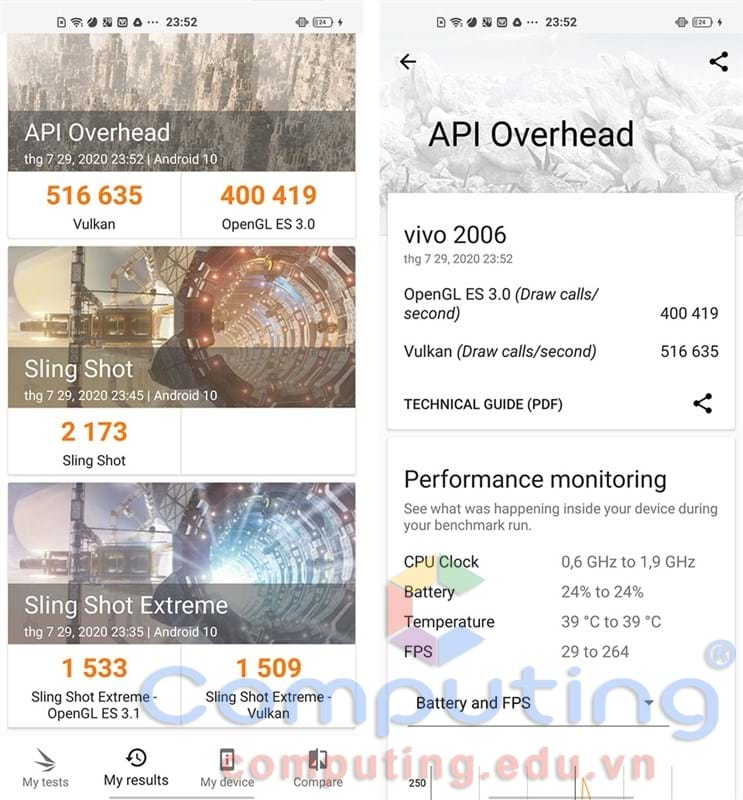 23:52
24
API Overhead
thg 7 29, 2020 23:52 | Android 10
516 635
400 419
Vulkan
OpenGL ES 3.0
Sling Shot
thg 7 29, 2020 23:45 | Android 10
2 173
Sling Shot
Sling Shot Extreme
thg 7 29, 2020 23:35 | Android 10
1 533
1 509
Sling Shot Extreme -
OpenGL ES 3.1
Sling Shot Extreme -
Vulkan
My tests
My results
My device
Compare
23:52
24
API Overhead
vivo 2006
thg 7 29, 2020 23:52
OpenGL ES 3.0 (Draw calls/
second)
400 419
Vulkan (Draw calls/second)
516 635
TECHNICAL GUIDE (PDF)
Performance monitoring
See what was happening inside your device during
your benchmark run.
CPU Clock
0,6 GHz to 1,9 GHz
Battery
24% to 24%
Temperature
39 °C to 39 °C
FPS
29 to 264
Battery and FPS
250
Computing®
computing.edu.vn